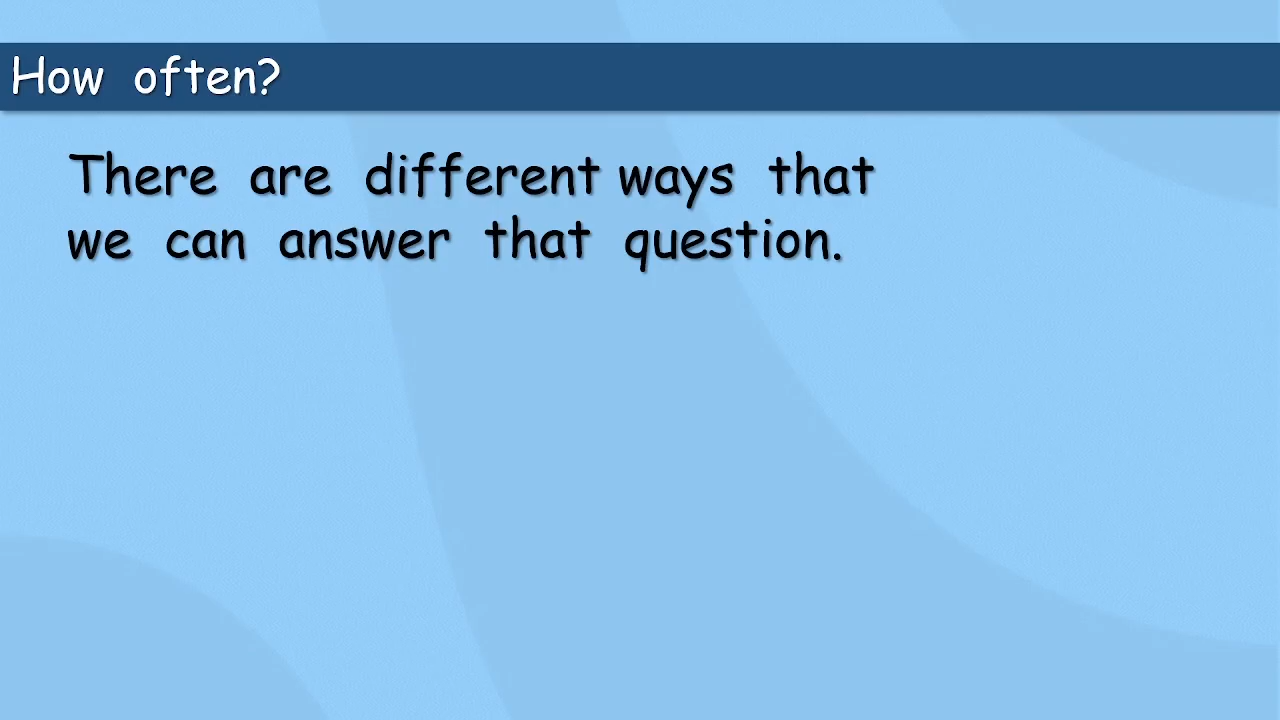 How often?
There are different ways that
we can answer that question.